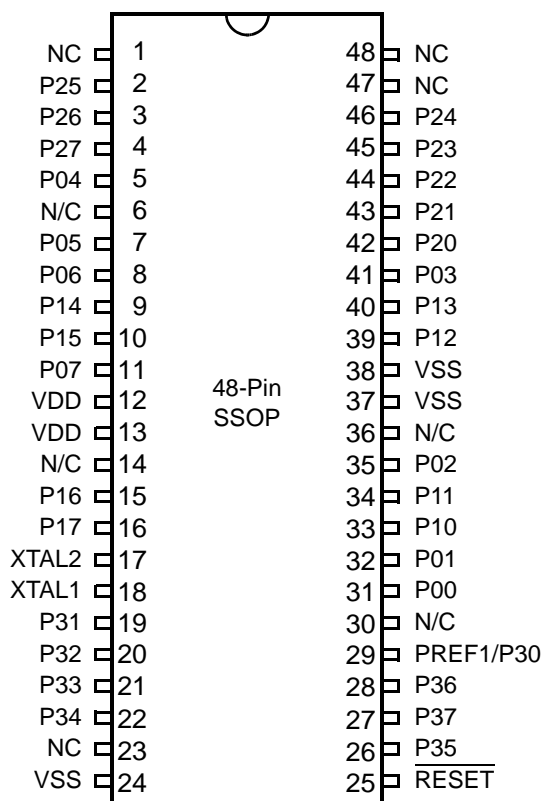 NC 1 48 NC
P25 2 47 NC
P26 3 46 P24
P27 4 45 P23
P04 5 44 P22
N/C 6 43 P21
P05 7 42 P20
P06 8 41 P03
P14 9 40 P13
P15 10 39 P12
P07 11 38 VSS
VDD 12 48-Pin 37 VSS
VDD 13 SSOP 36 N/C
N/C 14 35 P02
P16 15 34 P11
P17 16 33 P10
XTAL2 17 32 P01
XTAL1 18 31 P00
P31 19 30 N/C
P32 20 29 PREF1/P30
P33 21 28 P36
P34 22 27 P37
NC 23 26 P35
VSS 24 25 RESET